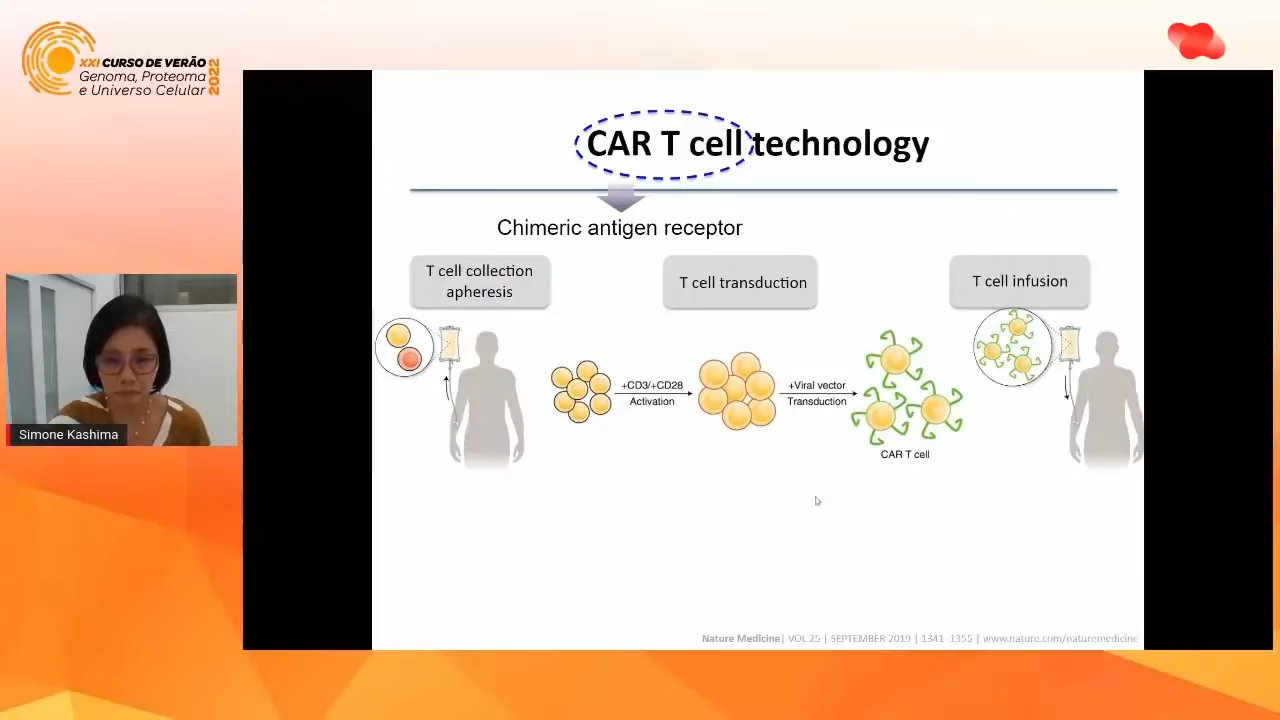 XXI CURSO DE VERÃO
Genoma, Proteoma
e Universo Celular
2022
CAR T cell technology
Chimeric antigen receptor
T cell collection
apheresis
T cell transduction
T cell infusion
+CD3/+CD28
Activation
+Viral vector
Transduction
CAR T cell
Simone Kashima
Nature Medicine| VOL 25 | SEPTEMBER 2019 | 1341–1355 | www.nature.com/naturemedicine